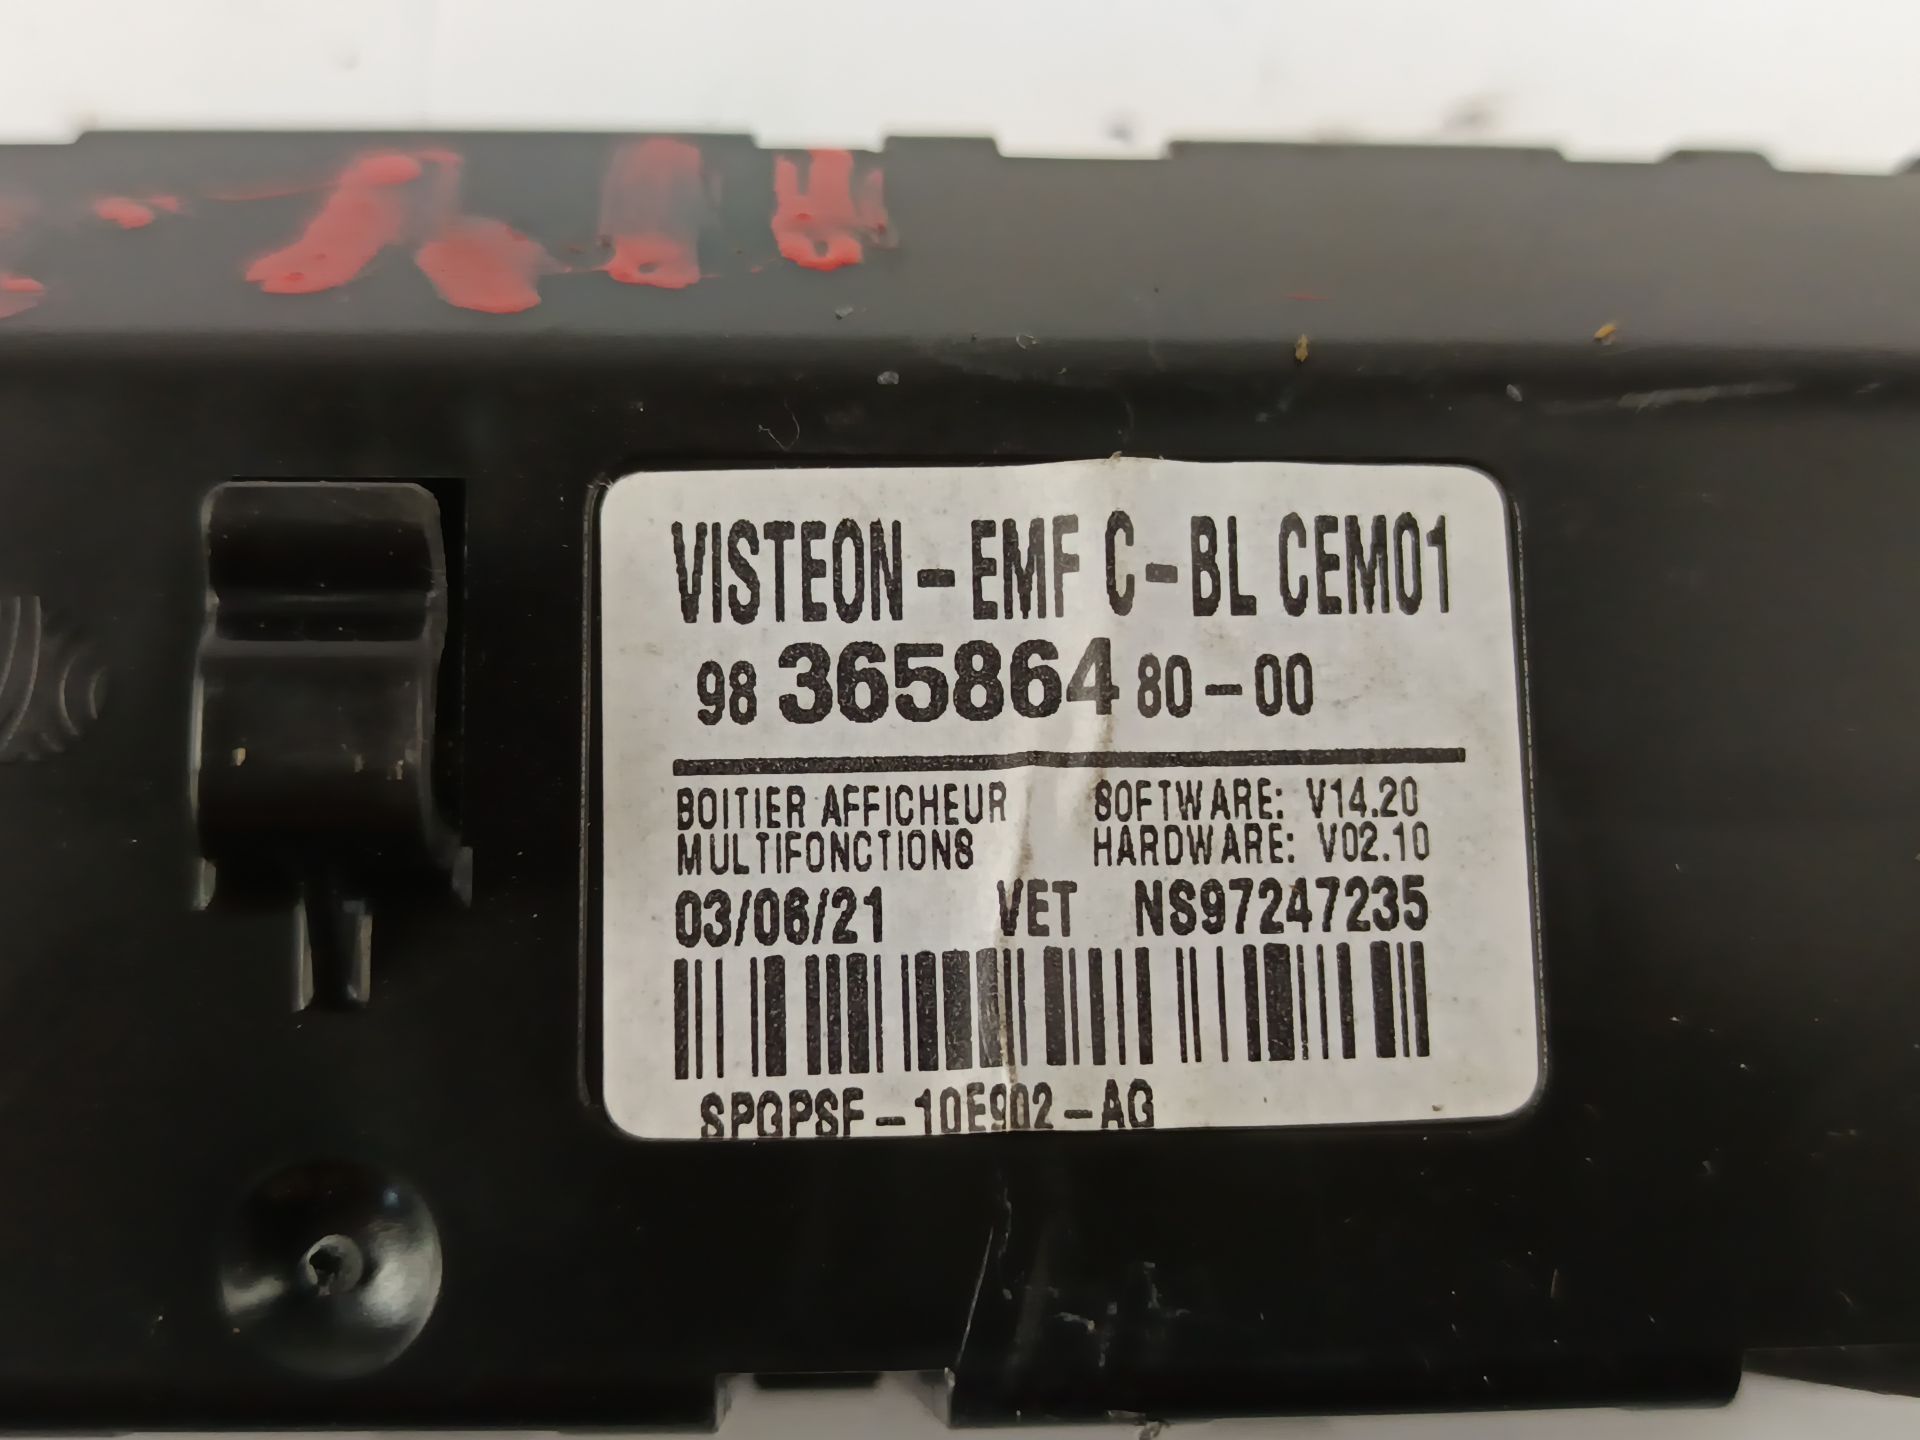 VISTEON-EMF C-BL CEM01
98 365864 80-00
BOITIER AFFICHEUR SOFTWARE: V14.20
MULTIFONCTIONS HARDWARE: V02.10
03/06/21 VET NS97247235
SPGPSF-10E902-AG